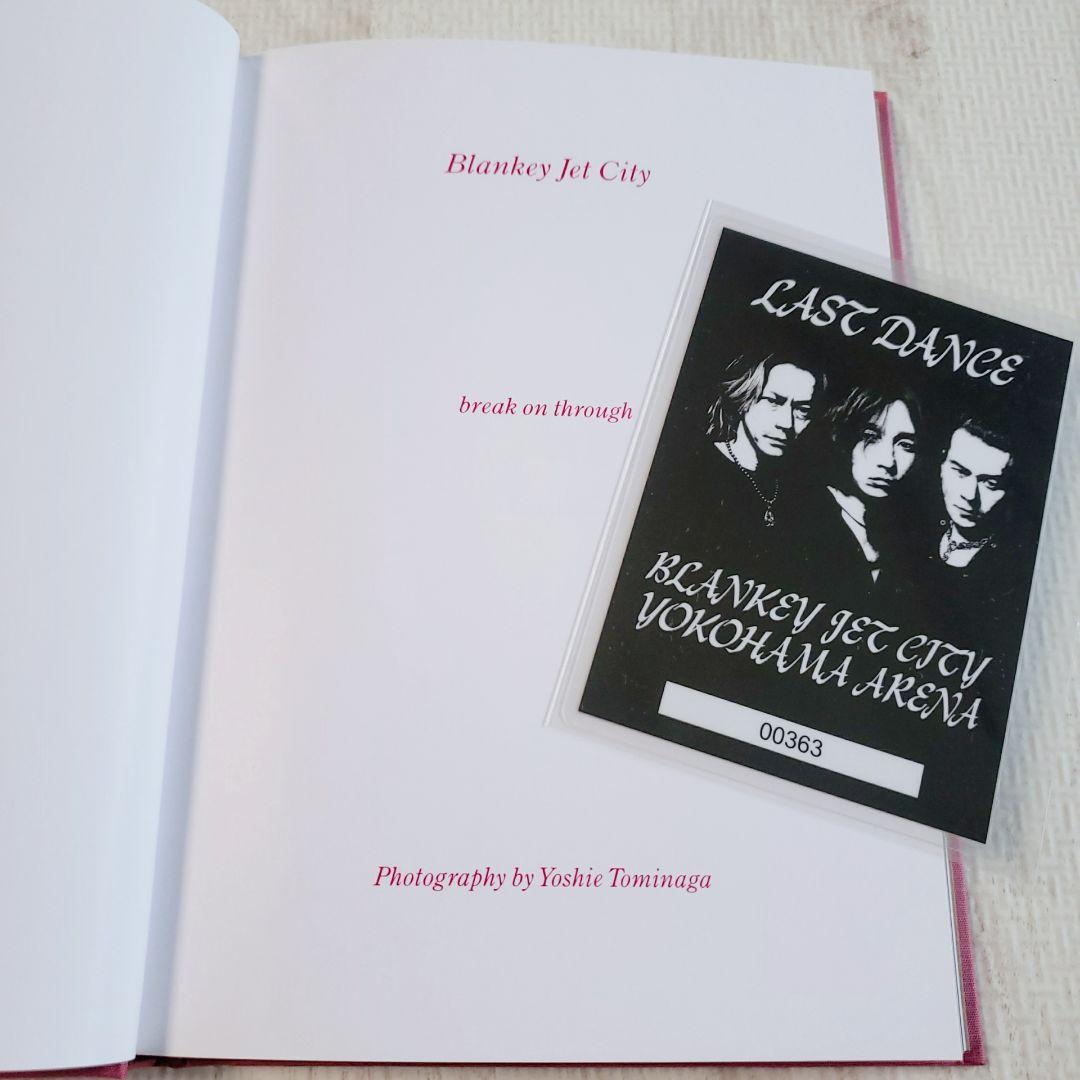 Blankey Jet City
break on through
Photography by Yoshie Tominaga
LAST DANCE
BLANKEY JET CITY
YOKOHAMA ARENA
00363